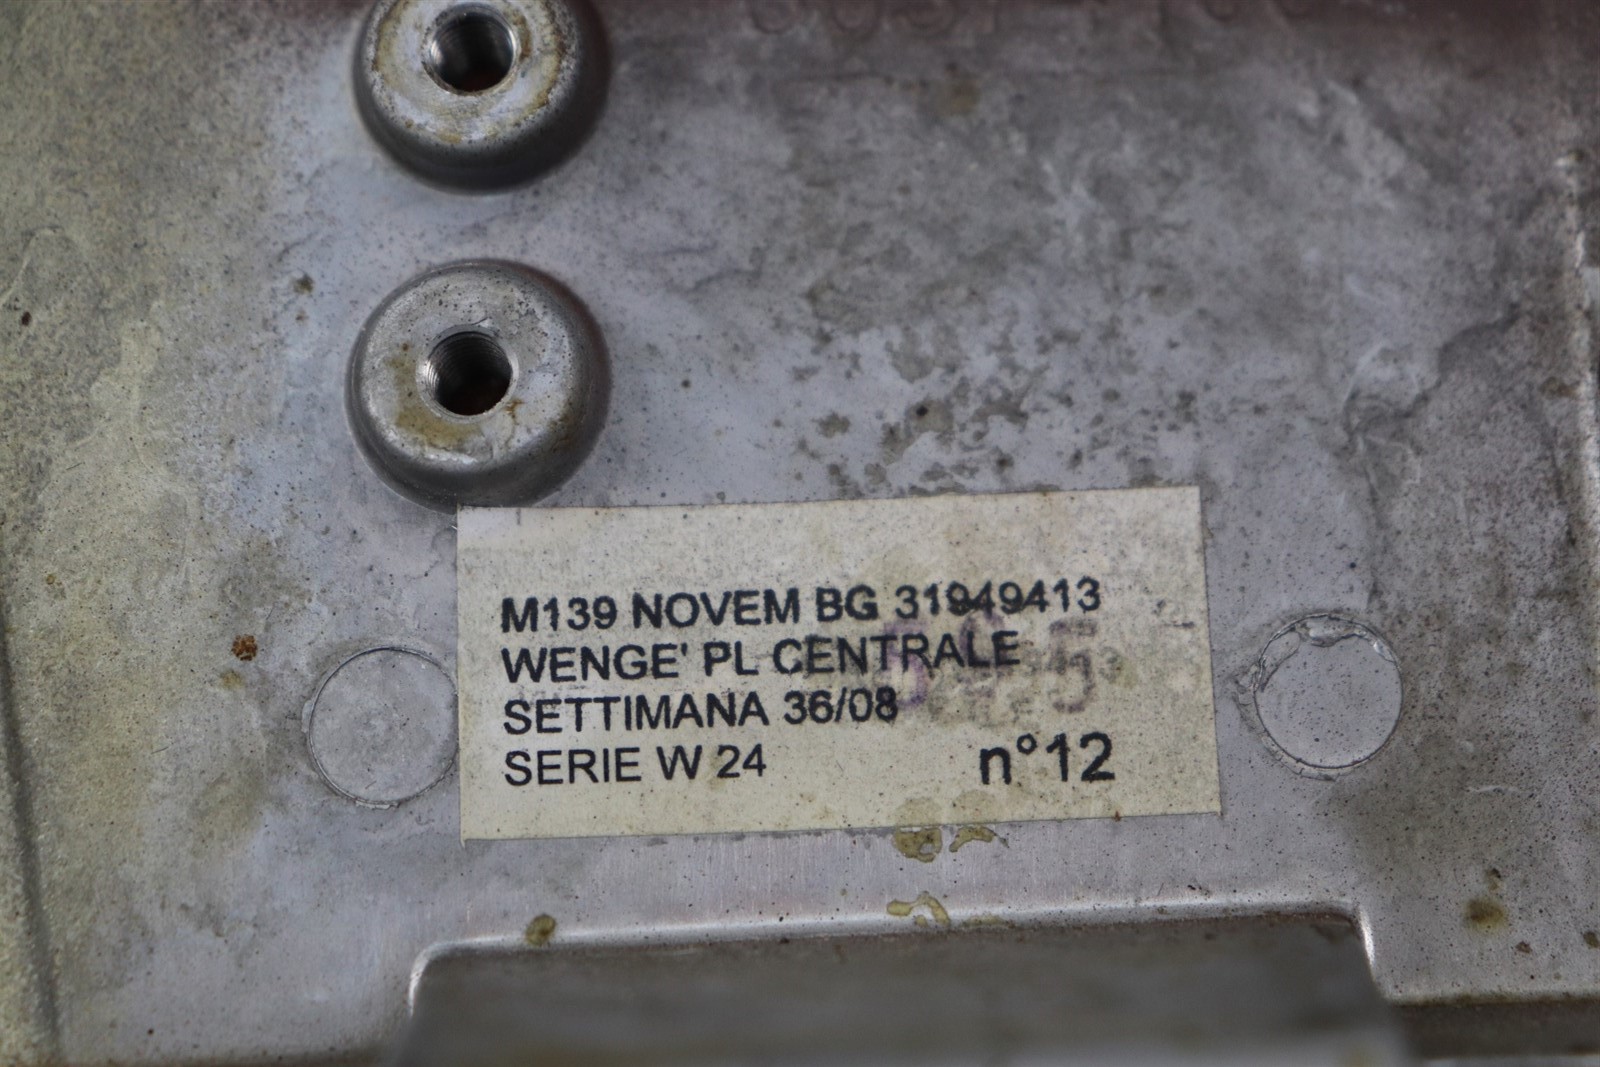 M139 NOVEM BG 31949413
WENGE' PL CENTRALE
SETTIMANA 36/08
SERIE W 24
n°12